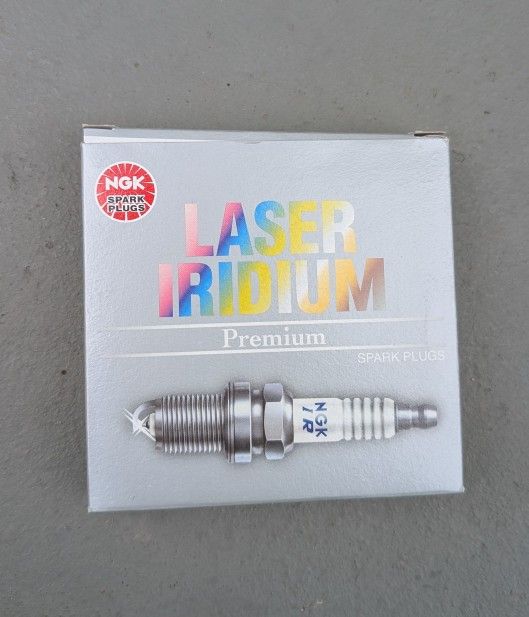 NGK
SPARK
PLUGS
LASER
IRIDIUM
Premium
SPARK PLUGS
NGK
IR